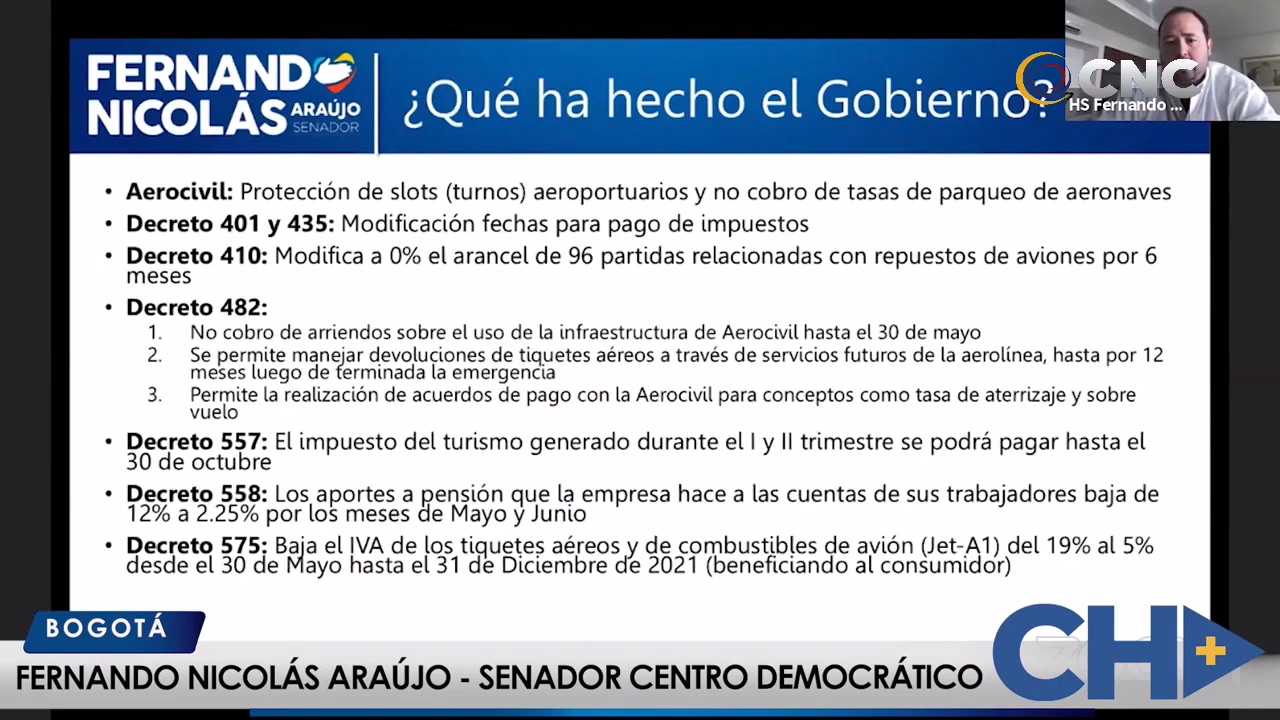 FERNANDO
NICOLÁS ARAÚJO
SENADOR
¿Qué ha hecho el Gobierno?
CNC
HS Fernando ...
• Aerocivil: Protección de slots (turnos) aeroportuarios y no cobro de tasas de parqueo de aeronaves
• Decreto 401 y 435: Modificación fechas para pago de impuestos
• Decreto 410: Modifica a 0% el arancel de 96 partidas relacionadas con repuestos de aviones por 6
meses
• Decreto 482:
1. No cobro de arriendos sobre el uso de la infraestructura de Aerocivil hasta el 30 de mayo
2. Se permite manejar devoluciones de tiquetes aéreos a través de servicios futuros de la aerolínea, hasta por 12
meses luego de terminada la emergencia
3. Permite la realización de acuerdos de pago con la Aerocivil para conceptos como tasa de aterrizaje y sobre
vuelo
• Decreto 557: El impuesto del turismo generado durante el I y II trimestre se podrá pagar hasta el
30 de octubre
• Decreto 558: Los aportes a pensión que la empresa hace a las cuentas de sus trabajadores baja de
12% a 2.25% por los meses de Mayo y Junio
• Decreto 575: Baja el IVA de los tiquetes aéreos y de combustibles de avión (Jet-A1) del 19% al 5%
desde el 30 de Mayo hasta el 31 de Diciembre de 2021 (beneficiando al consumidor)
BOGOTÁ
FERNANDO NICOLÁS ARAÚJO - SENADOR CENTRO DEMOCRÁTICO
CH+